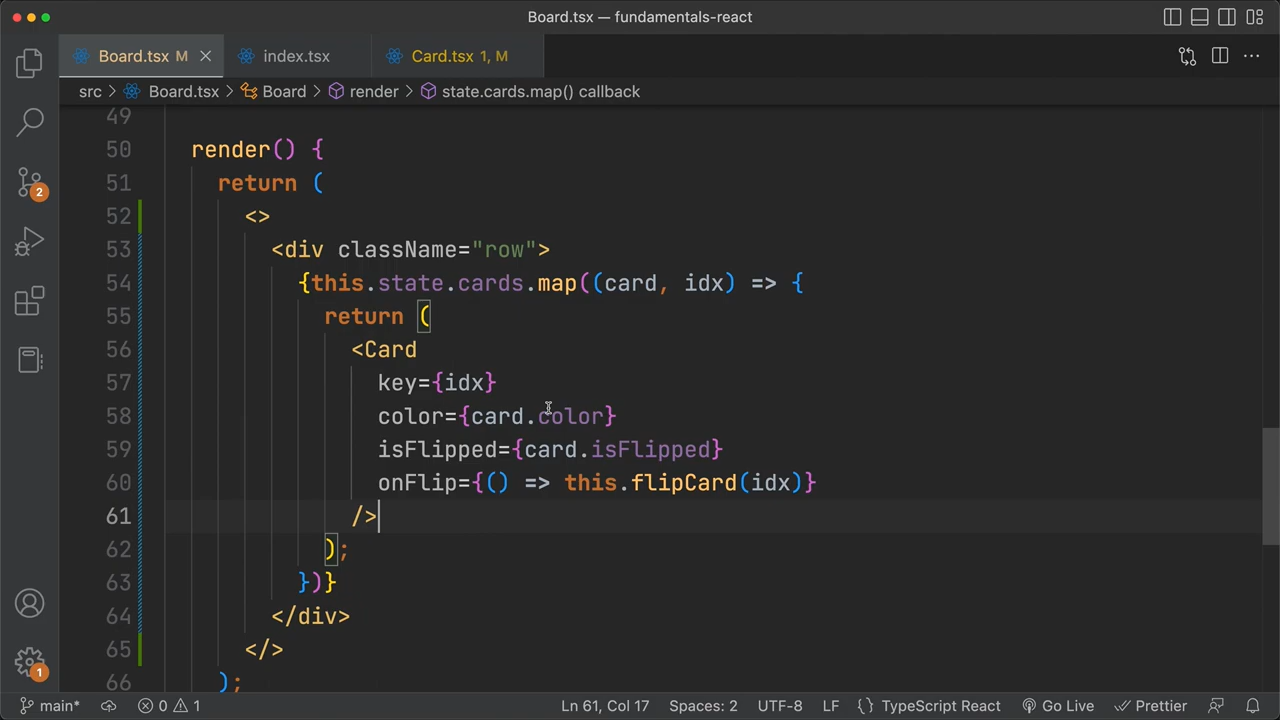 Board.tsx — fundamentals-react
Board.tsx M
index.tsx
Card.tsx 1, M
src > Board.tsx > Board > render > state.cards.map() callback
49
50 render() {
51 return (
52 <>
53 <div className="row">
54 {this.state.cards.map((card, idx) => {
55 return (
56 <Card
57 key={idx}
58 color={card.color}
59 isFlipped={card.isFlipped}
60 onFlip={() => this.flipCard(idx)}
61 />
62 );
63 })}
64 </div>
65 </>
66 );
2
1
main* 0 1 Ln 61, Col 17 Spaces: 2 UTF-8 LF {} TypeScript React Go Live Prettier